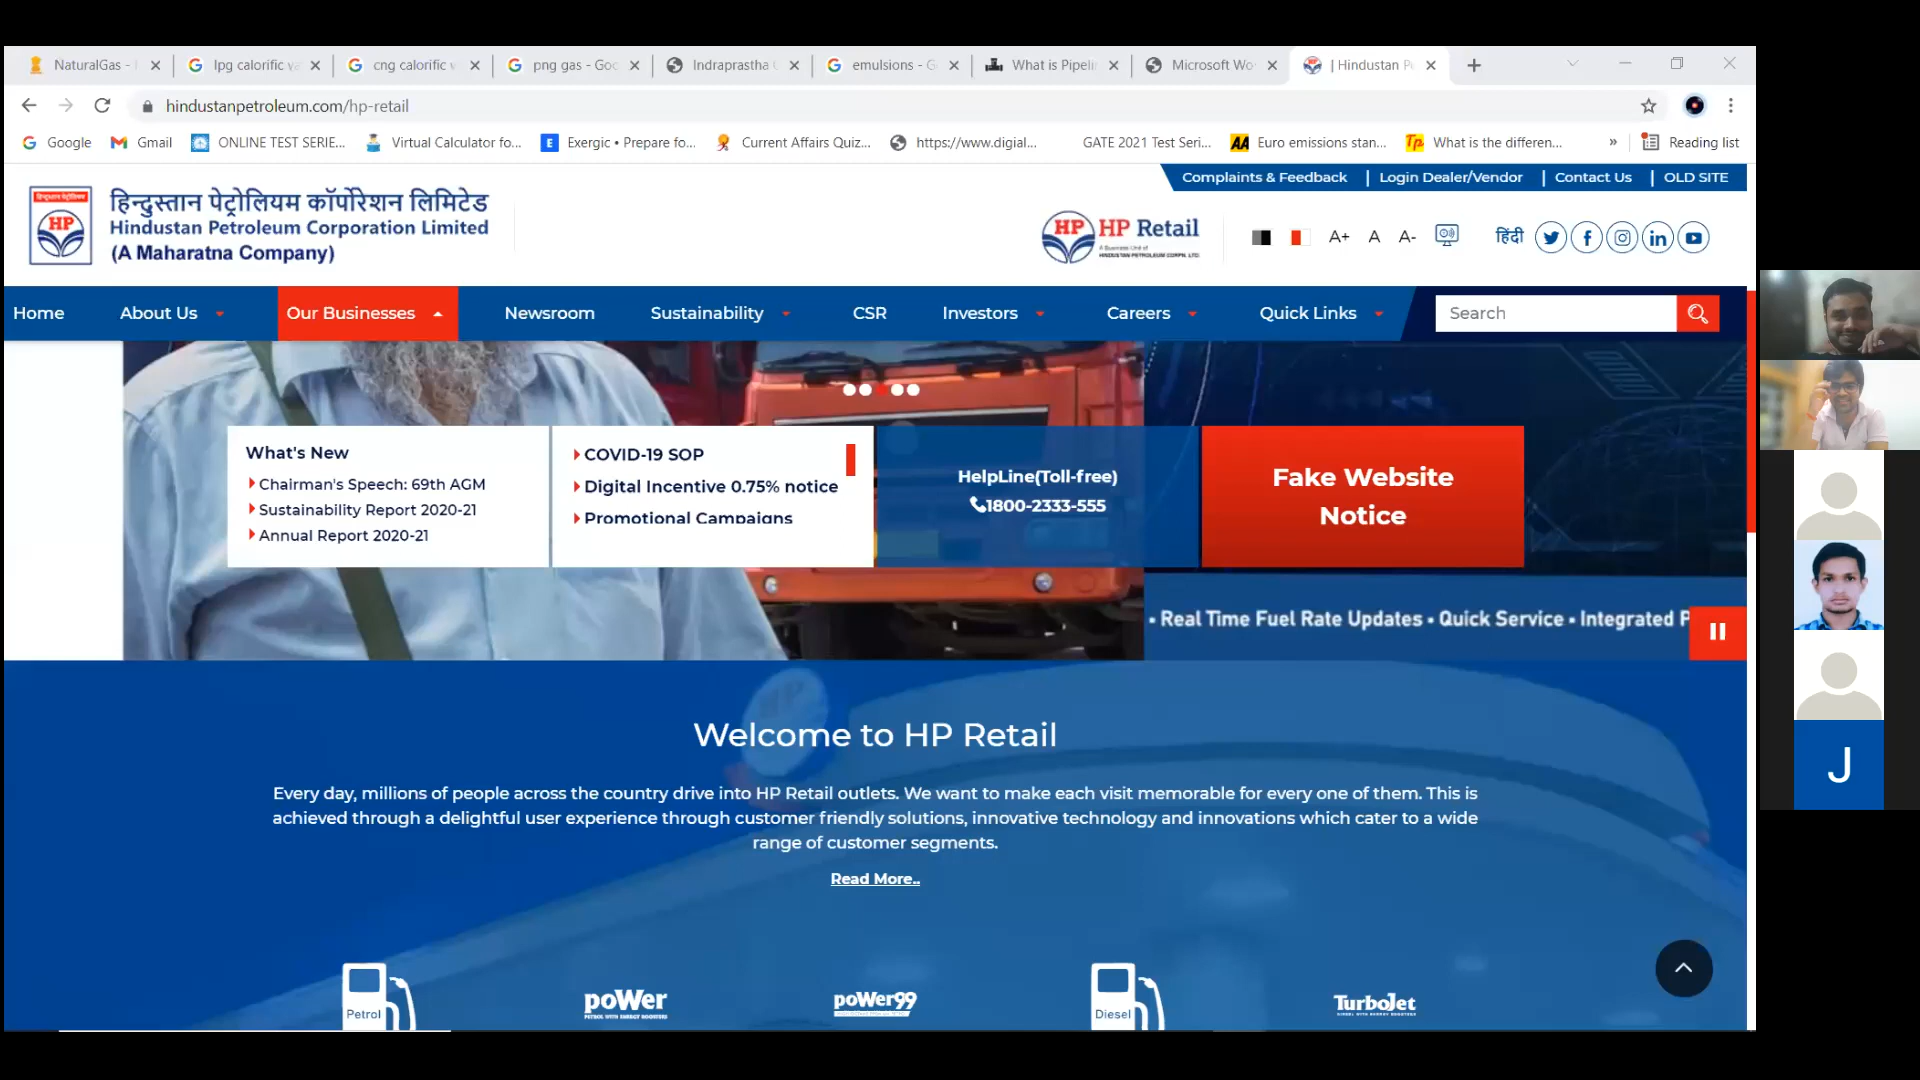 NaturalGas -
lpg calorific va
cng calorific v
png gas - Goo
Indraprastha G
emulsions - G
What is Pipeli
Microsoft Wo
| Hindustan Pe
hindustanpetroleum.com/hp-retail
Google
Gmail
ONLINE TEST SERIE...
Virtual Calculator fo...
Exergic • Prepare fo...
Current Affairs Quiz...
https://www.digial...
GATE 2021 Test Seri...
Euro emissions stan...
What is the differen...
»
Reading list
Complaints & Feedback | Login Dealer/Vendor | Contact Us | OLD SITE
HP
हिन्दुस्तान पेट्रोलियम कॉर्पोरेशन लिमिटेड
Hindustan Petroleum Corporation Limited
(A Maharatna Company)
HP
HP Retail
A Business Unit of
HINDUSTAN PETROLEUM CORPN. LTD.
A+ A A-
हिंदी
Home
About Us
Our Businesses
Newsroom
Sustainability
CSR
Investors
Careers
Quick Links
Search
What's New
Chairman's Speech: 69th AGM
Sustainability Report 2020-21
Annual Report 2020-21
COVID-19 SOP
Digital Incentive 0.75% notice
Promotional Campaigns
HelpLine(Toll-free)
1800-2333-555
Fake Website
Notice
• Real Time Fuel Rate Updates • Quick Service • Integrated P
Welcome to HP Retail
Every day, millions of people across the country drive into HP Retail outlets. We want to make each visit memorable for every one of them. This is
achieved through a delightful user experience through customer friendly solutions, innovative technology and innovations which cater to a wide
range of customer segments.
Read More..
Petrol
poWer
PETROL WITH ENERGY BOOSTERS
poWer99
Diesel
TurboJet
DIESEL WITH ENERGY BOOSTERS
J